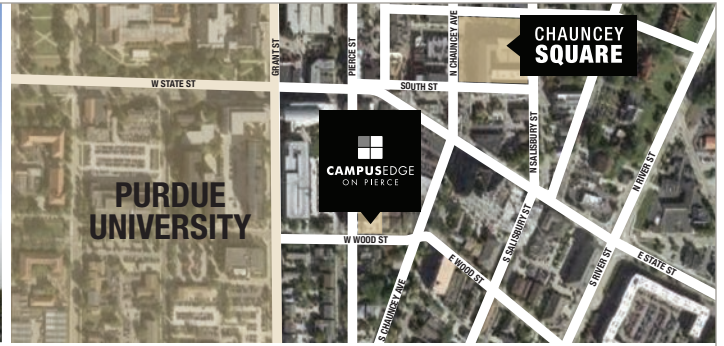 CHAUNCEY
SQUARE
GRANT ST
PIERCE ST
N CHAUNCEY AVE
W STATE ST
SOUTH ST
N SALISBURY ST
N RIVER ST
CAMPUSEDGE
ON PIERCE
PURDUE
UNIVERSITY
W WOOD ST
E WOOD ST
S CHAUNCEY AVE
S SALISBURY ST
S RIVER ST
E STATE ST